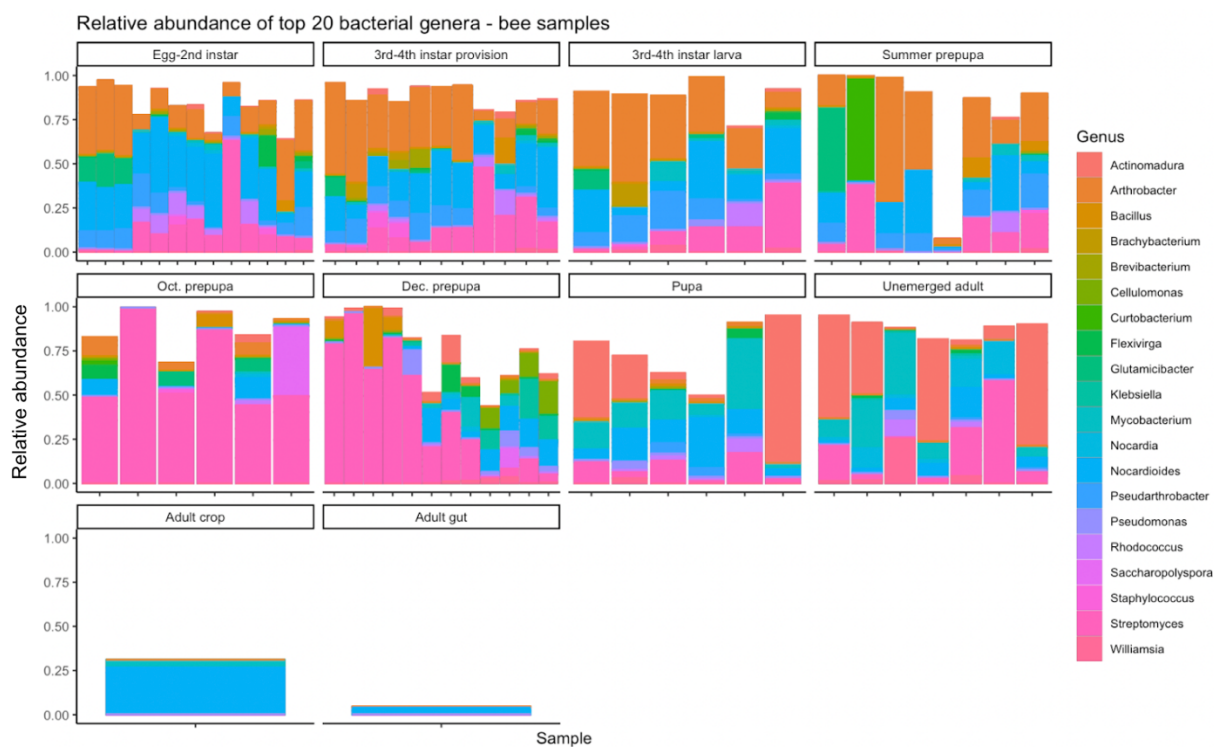 Relative abundance of top 20 bacterial genera - bee samples
Egg-2nd instar
3rd-4th instar provision
3rd-4th instar larva
Summer prepupa
1.00
0.75
0.50
0.25
0.00
Oct. prepupa
Dec. prepupa
Pupa
Unemerged adult
1.00
0.75
0.50
0.25
0.00
Adult crop
Adult gut
1.00
0.75
0.50
0.25
0.00
Relative abundance
Sample
Genus
Actinomadura
Arthrobacter
Bacillus
Brachybacterium
Brevibacterium
Cellulomonas
Curtobacterium
Flexivirga
Glutamicibacter
Klebsiella
Mycobacterium
Nocardia
Nocardioides
Pseudarthrobacter
Pseudomonas
Rhodococcus
Saccharopolyspora
Staphylococcus
Streptomyces
Williamsia